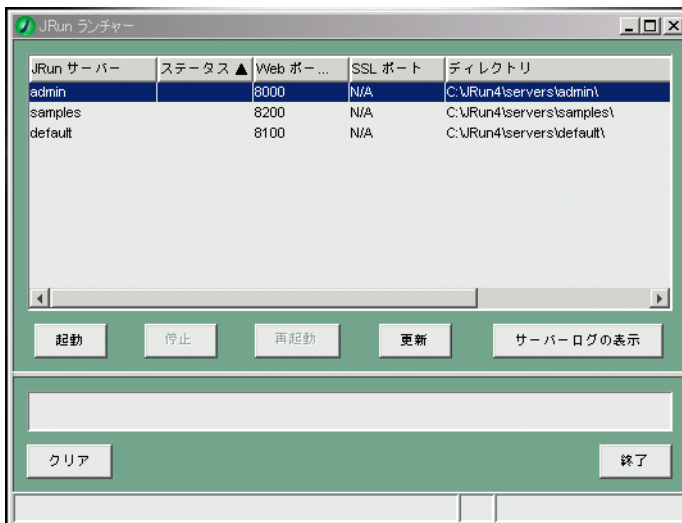 JRun ランチャー
JRun サーバー ステータス ▲ Web ポー... SSL ポート ディレクトリ
admin 8000 N/A C:\JRun4\servers\admin\
samples 8200 N/A C:\JRun4\servers\samples\
default 8100 N/A C:\JRun4\servers\default\
起動 停止 再起動 更新 サーバーログの表示
クリア 終了